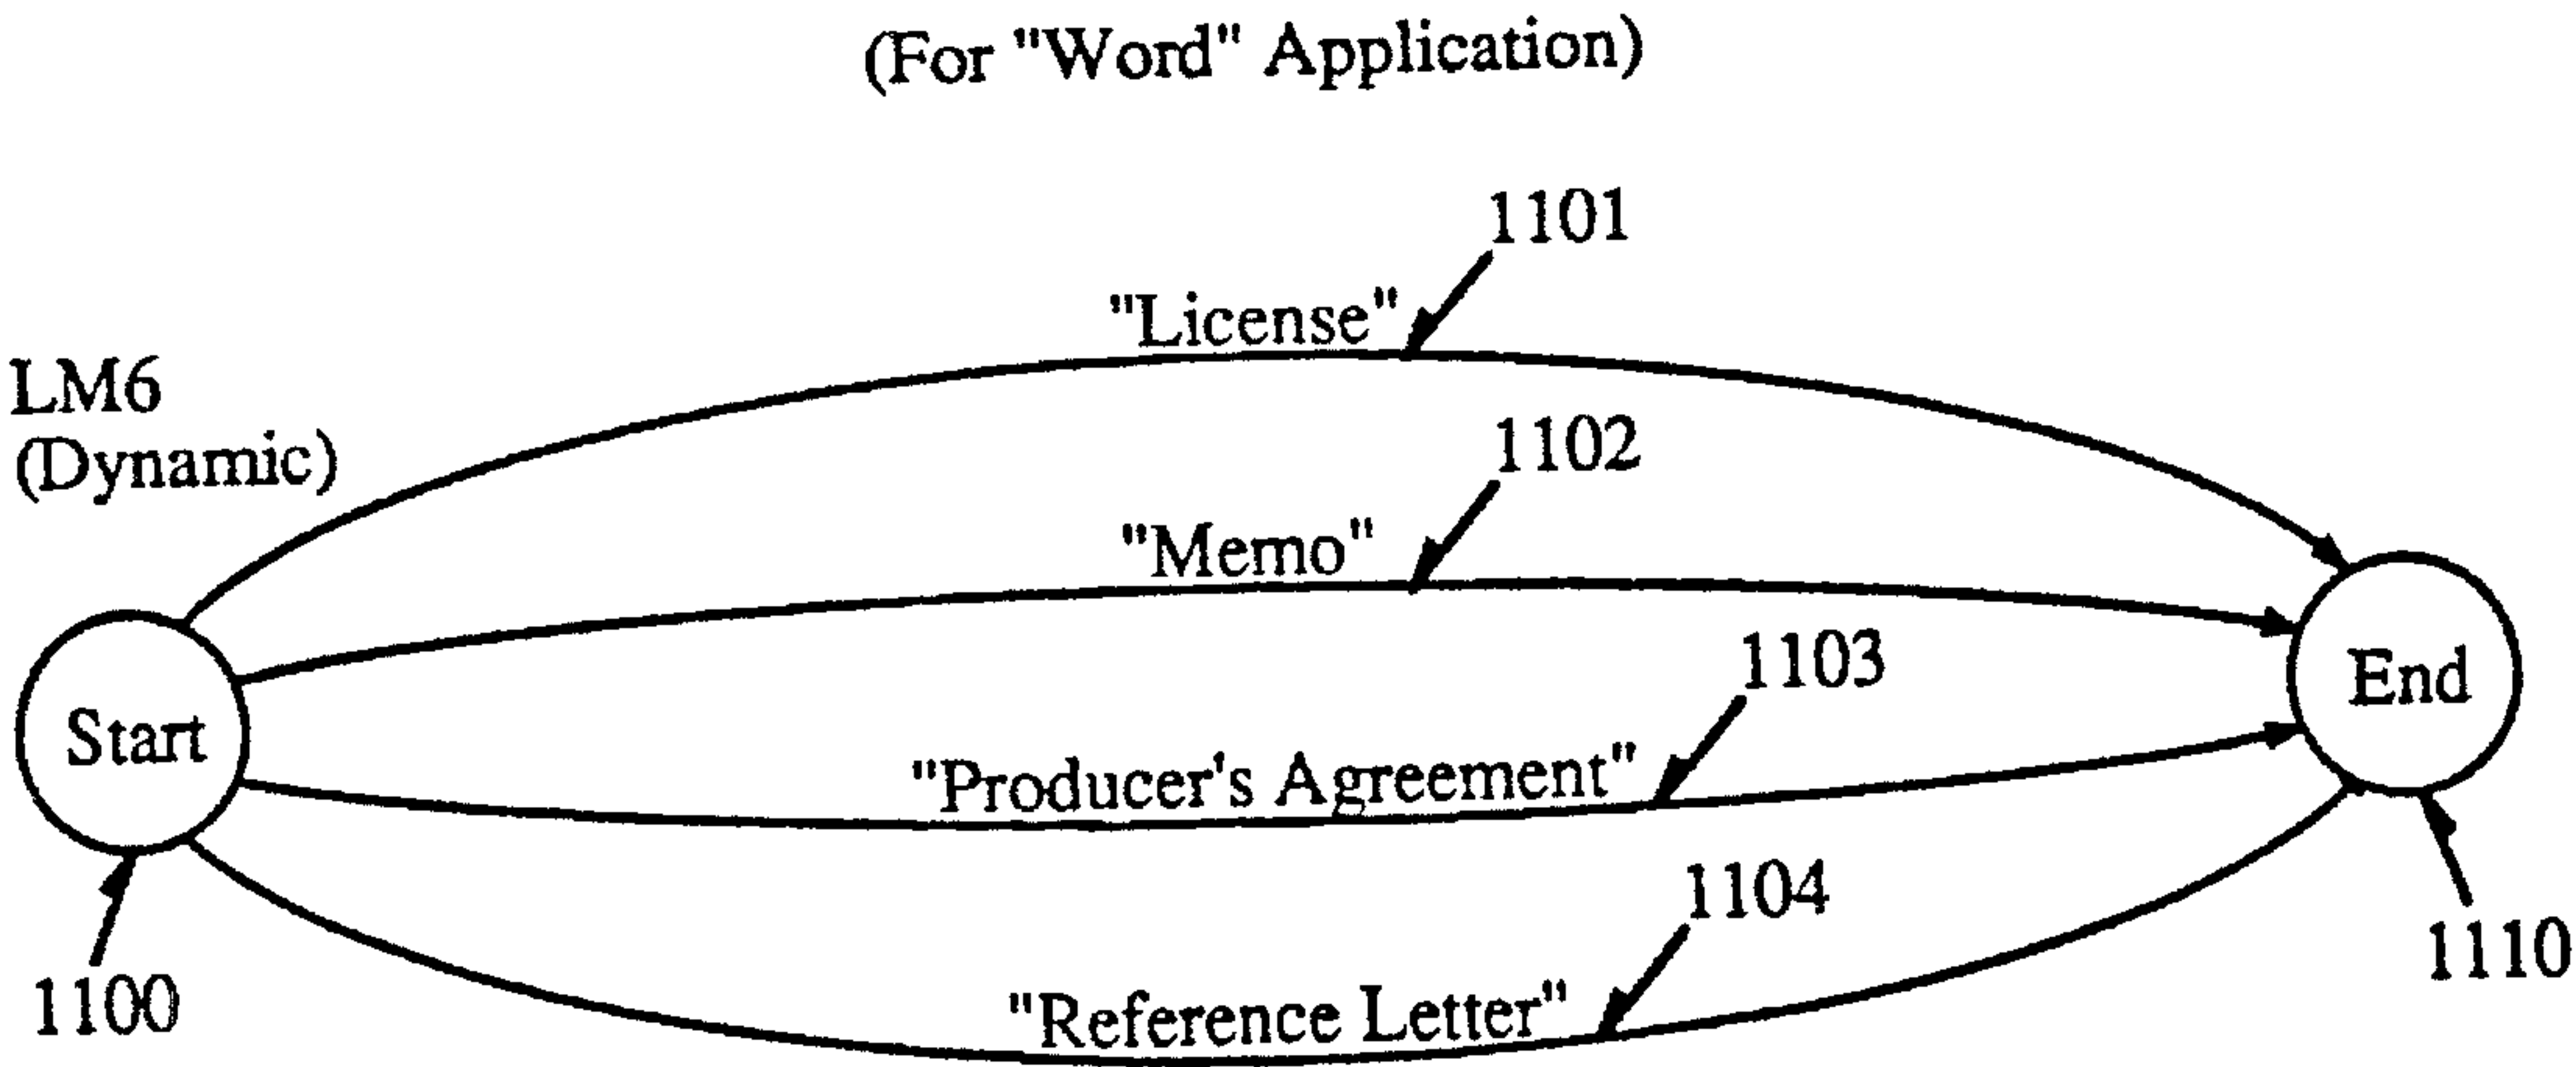 (For "Word" Application)
1101
"License"
LM6
(Dynamic)
1102
"Memo"
1103
End
Start
"Producer's Agreement"
1104
1110
1100
"Reference Letter"